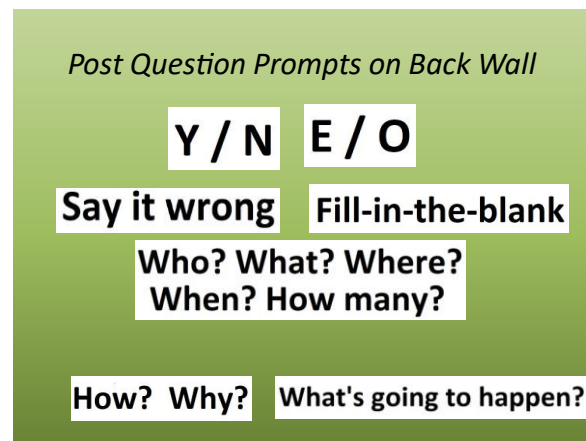 Post Question Prompts on Back Wall
Y / N E / O
Say it wrong Fill-in-the-blank
Who? What? Where?
When? How many?
How? Why? What's going to happen?